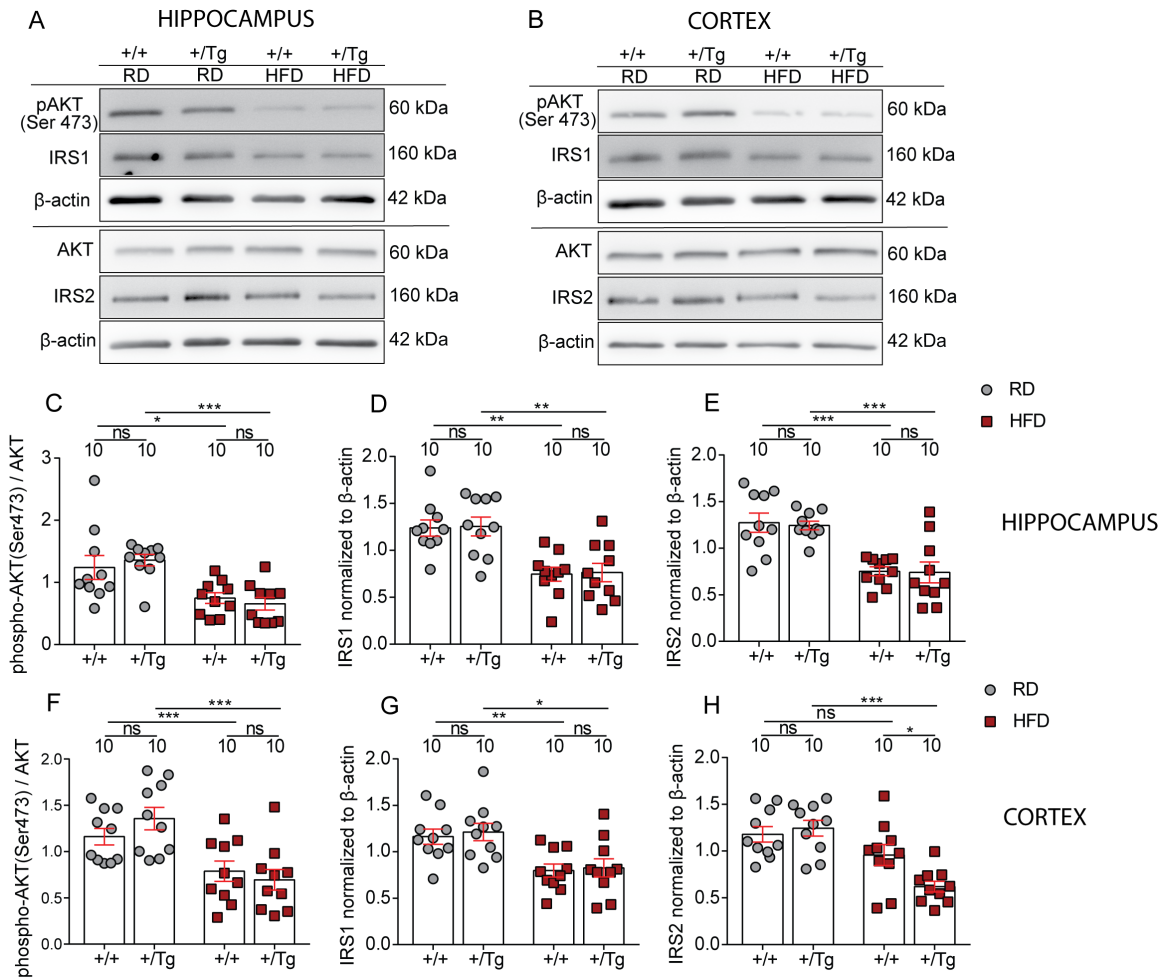 A HIPPOCAMPUS
+/+ +/Tg +/+ +/Tg
RD RD HFD HFD
pAKT
(Ser 473) 60 kDa
IRS1 160 kDa
β-actin 42 kDa
AKT 60 kDa
IRS2 160 kDa
β-actin 42 kDa
B CORTEX
+/+ +/Tg +/+ +/Tg
RD RD HFD HFD
pAKT
(Ser 473) 60 kDa
IRS1 160 kDa
β-actin 42 kDa
AKT 60 kDa
IRS2 160 kDa
β-actin 42 kDa
RD
HFD
C
***
*
ns ns
10 10 10 10
phospho-AKT(Ser473) / AKT
3
2
1
0
+/+ +/Tg +/+ +/Tg
D
**
**
ns ns
10 10 10 10
IRS1 normalized to β-actin
2.0
1.5
1.0
0.5
0.0
+/+ +/Tg +/+ +/Tg
E
***
***
ns ns
10 10 10 10
IRS2 normalized to β-actin
2.0
1.5
1.0
0.5
0.0
+/+ +/Tg +/+ +/Tg
HIPPOCAMPUS
RD
HFD
F
***
***
ns ns
10 10 10 10
phospho-AKT(Ser473) / AKT
2.0
1.5
1.0
0.5
0.0
+/+ +/Tg +/+ +/Tg
G
*
**
ns ns
10 10 10 10
IRS1 normalized to β-actin
2.0
1.5
1.0
0.5
0.0
+/+ +/Tg +/+ +/Tg
H
***
ns
ns *
10 10 10 10
IRS2 normalized to β-actin
2.0
1.5
1.0
0.5
0.0
+/+ +/Tg +/+ +/Tg
CORTEX